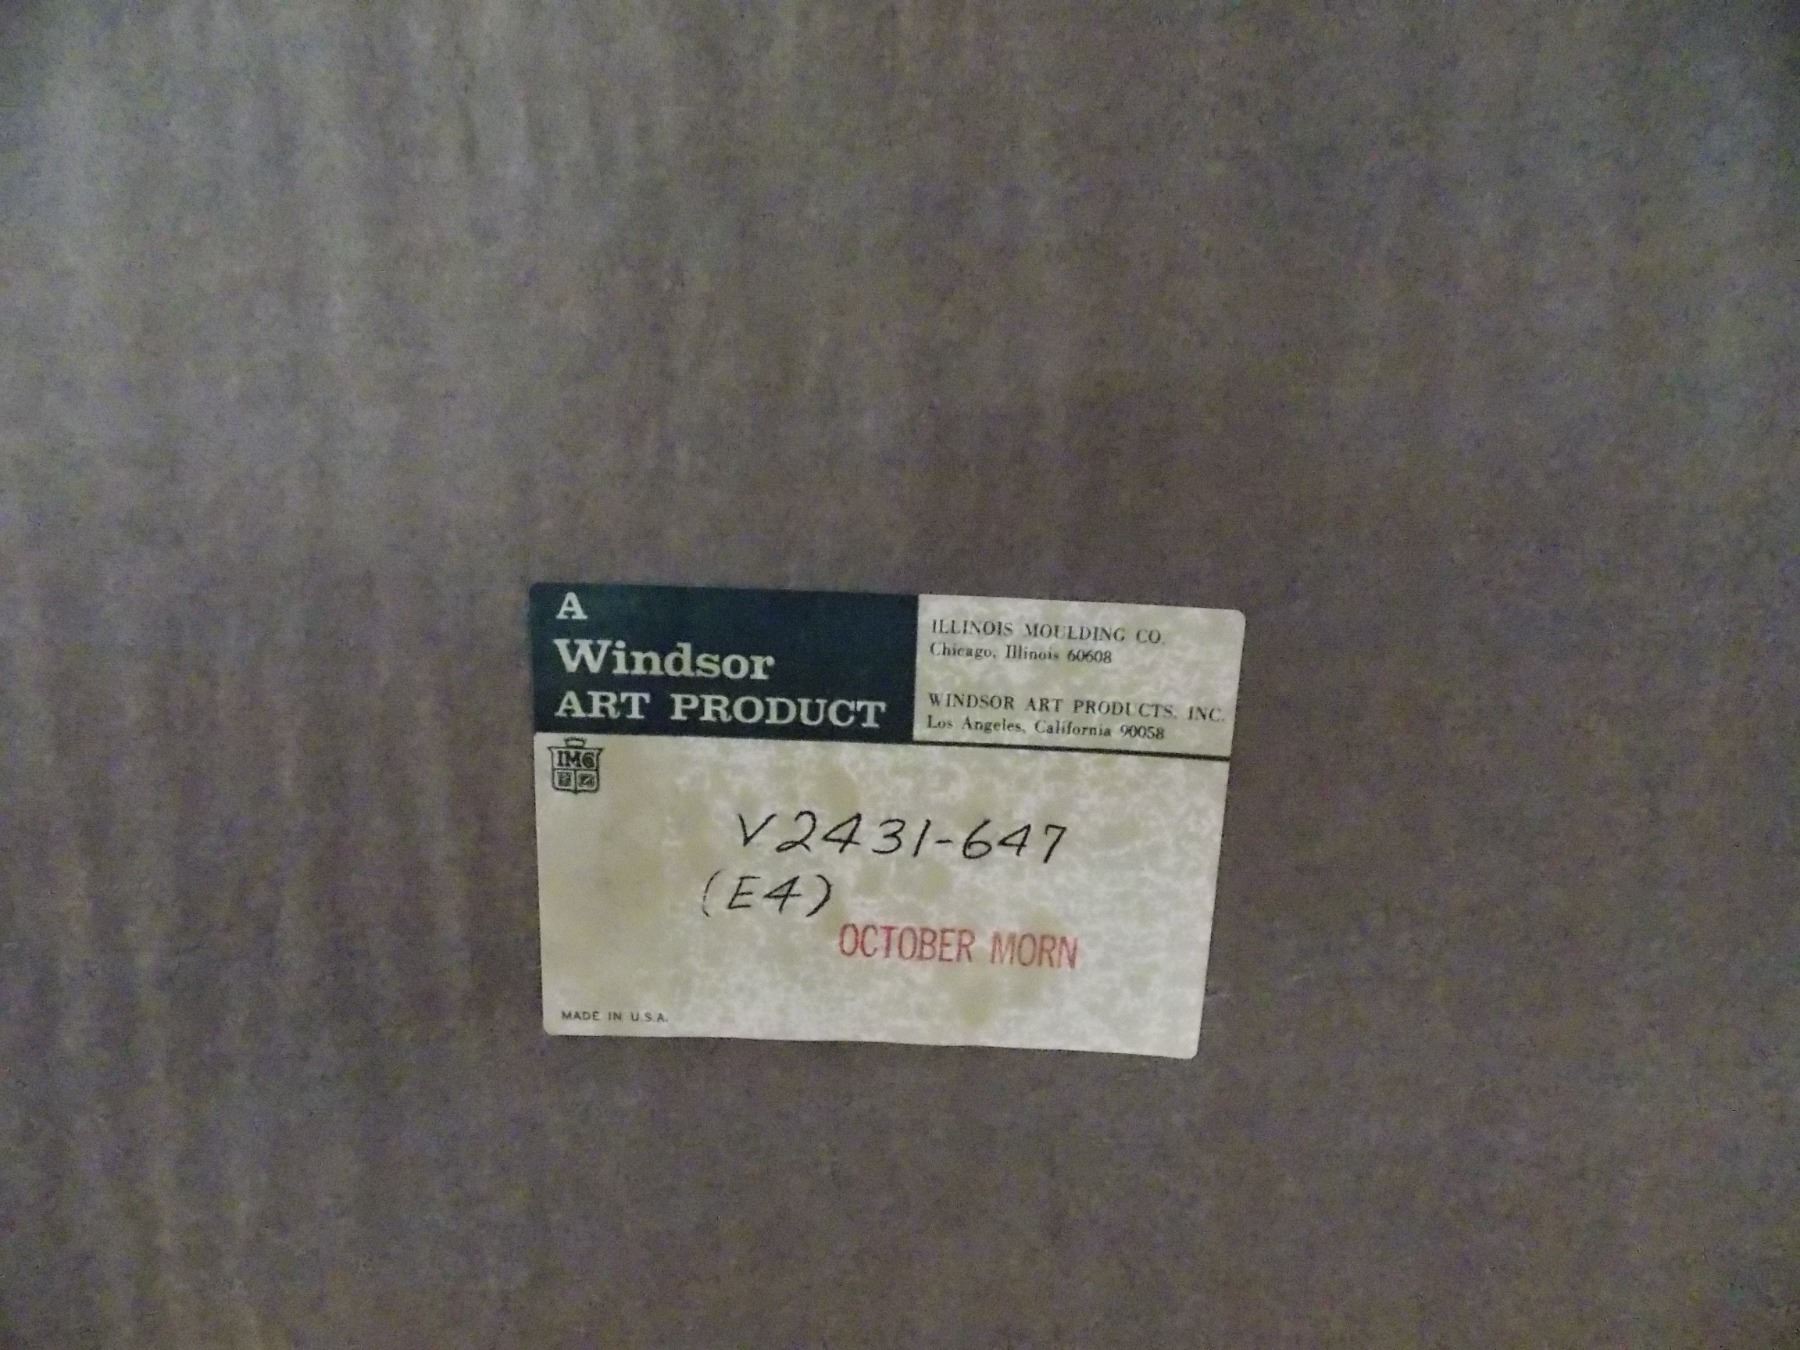 A
Windsor
ART PRODUCT
ILLINOIS MOULDING CO.
Chicago, Illinois 60608
WINDSOR ART PRODUCTS, INC.
Los Angeles, California 90058
IMC
V2431-647
(E4)
OCTOBER MORN
MADE IN U.S.A.